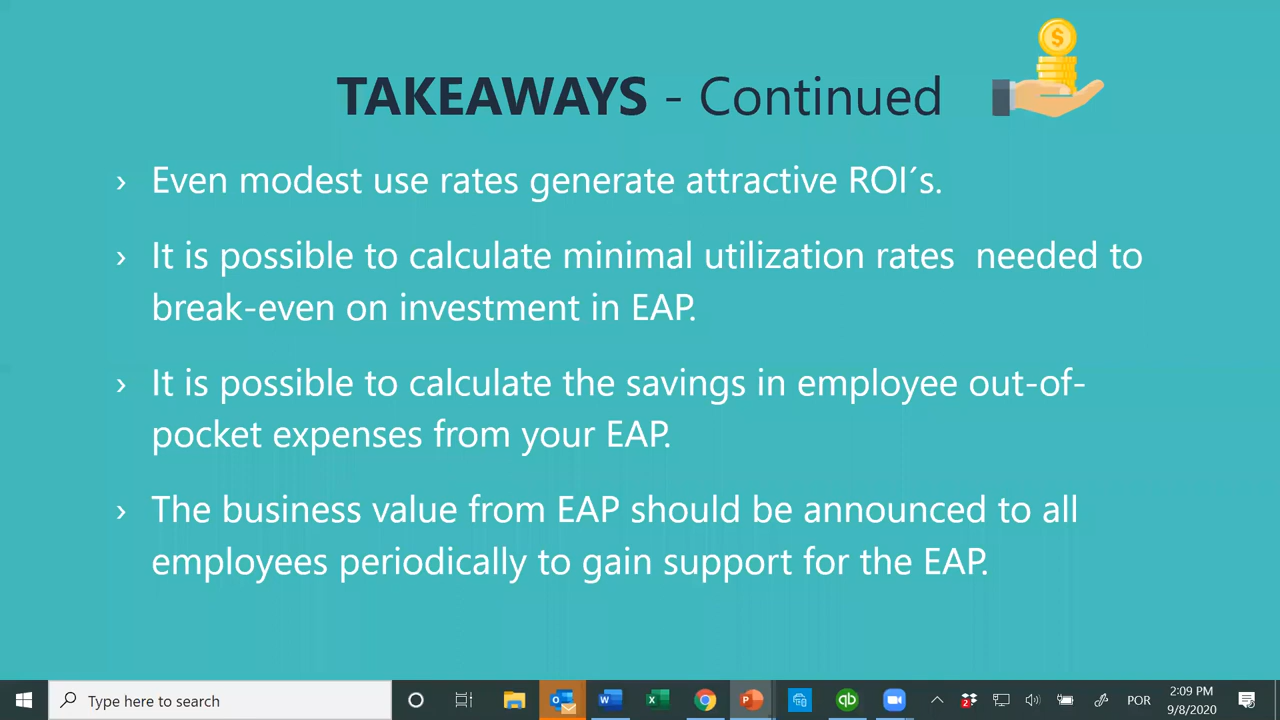 TAKEAWAYS - Continued
$
› Even modest use rates generate attractive ROI´s.
› It is possible to calculate minimal utilization rates  needed to
break-even on investment in EAP.
› It is possible to calculate the savings in employee out-of-
pocket expenses from your EAP.
› The business value from EAP should be announced to all
employees periodically to gain support for the EAP.
Type here to search
2
POR
2:09 PM
9/8/2020